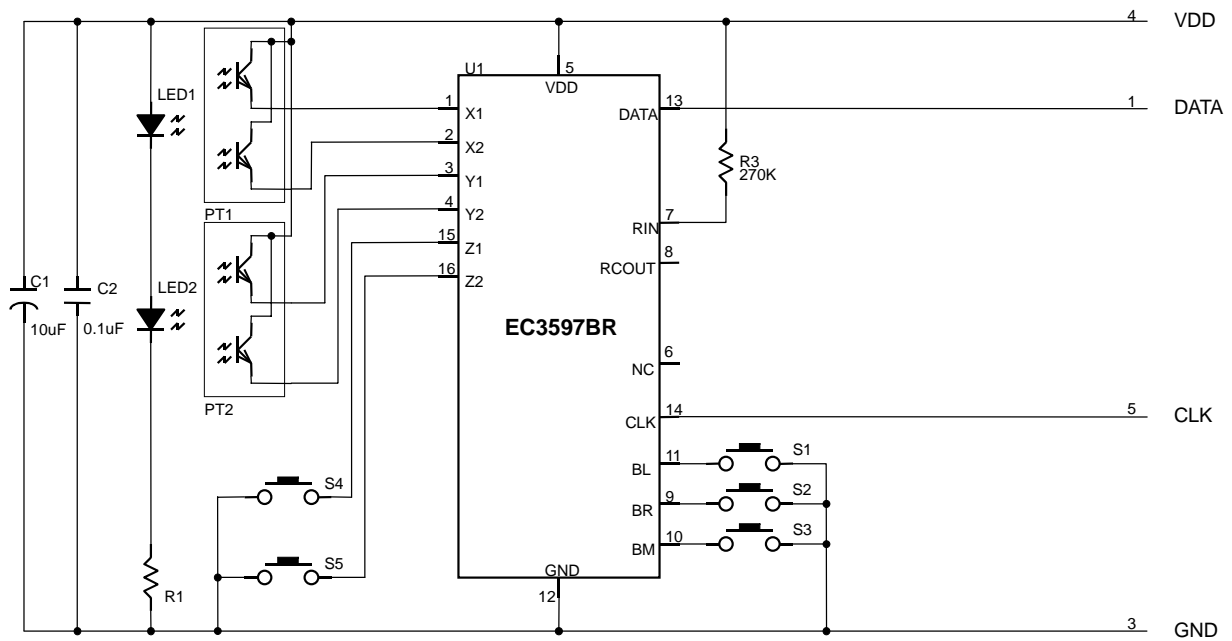 4 VDD
U1
5
VDD
LED1
1 X1
DATA 13
1 DATA
2 X2
R3
270K
3 Y1
PT1
4 Y2
RIN 7
15 Z1
RCOUT 8
16 Z2
C1
10uF
C2
0.1uF
LED2
EC3597BR
NC 6
PT2
CLK 14
5 CLK
BL 11
S1
S4
BR 9
S2
BM 10
S3
S5
GND
12
R1
3 GND